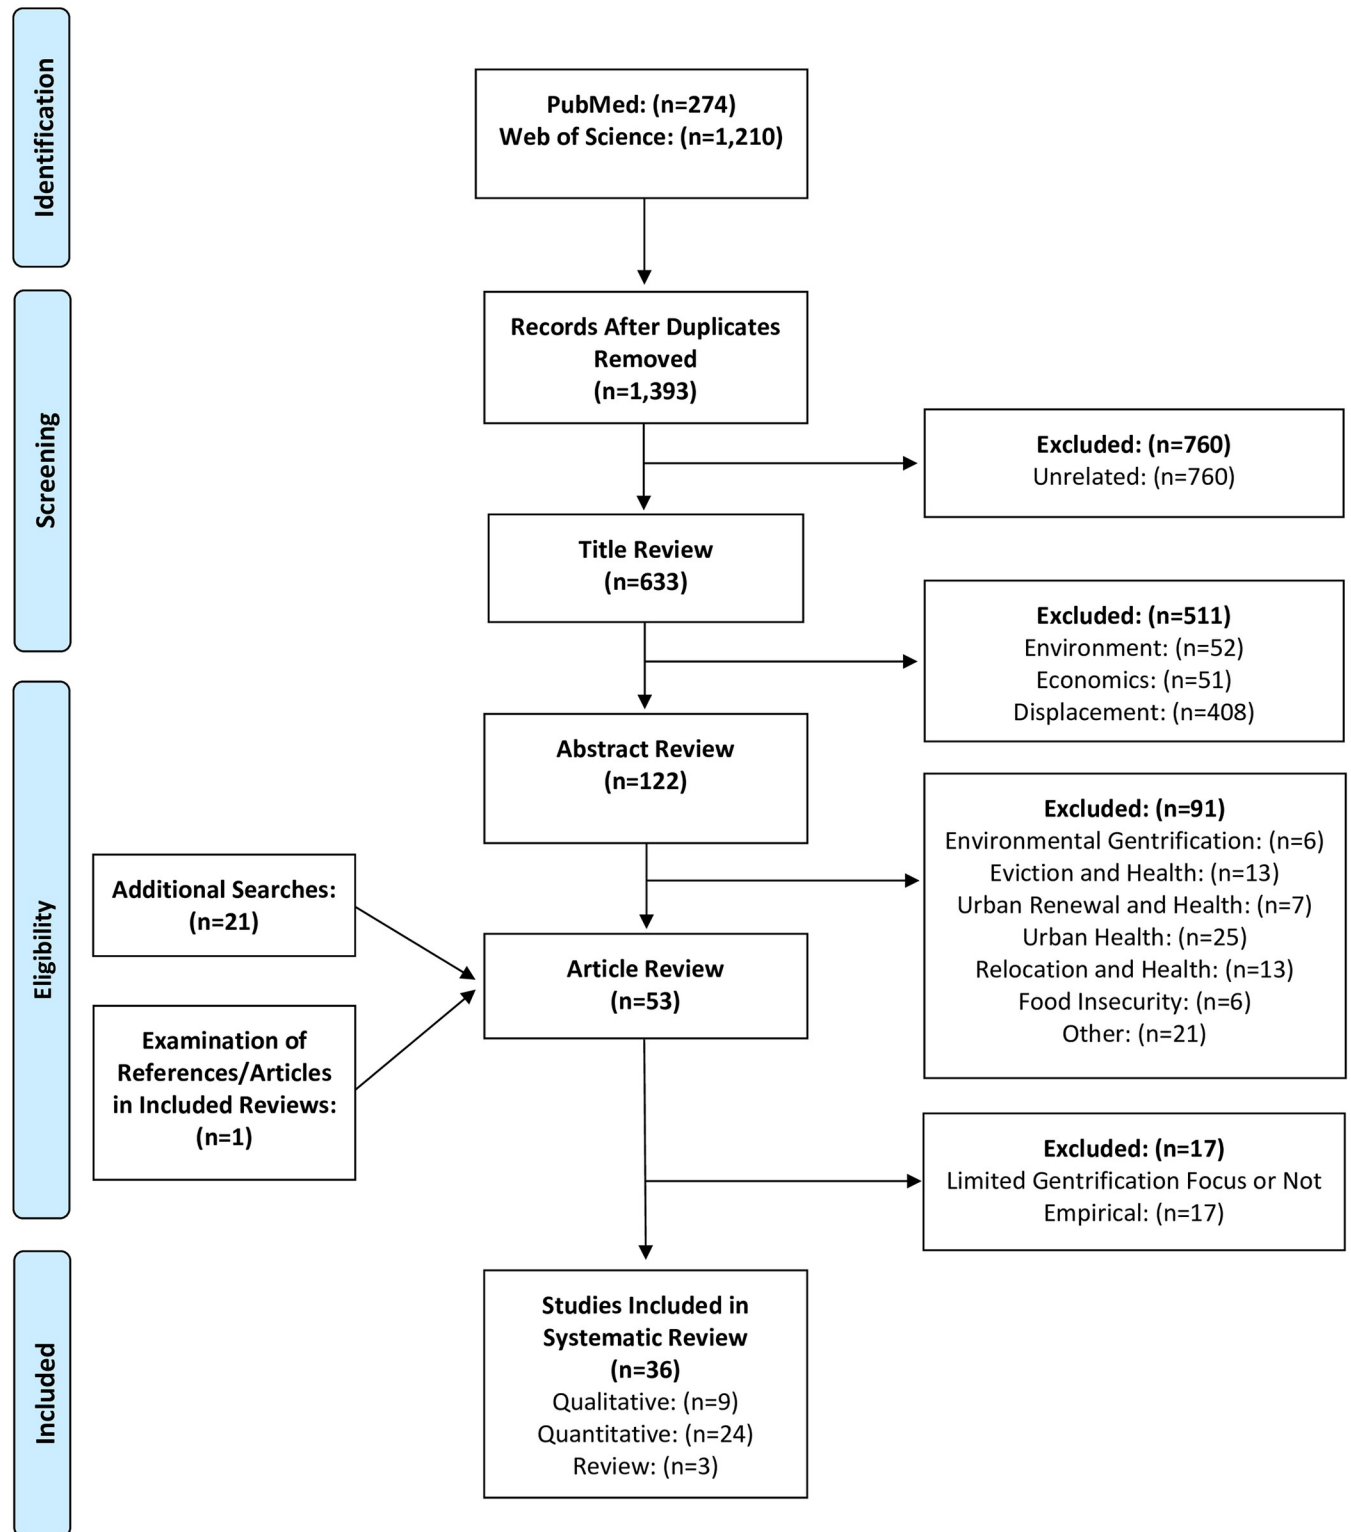 Identification
PubMed: (n=274)
Web of Science: (n=1,210)
Screening
Records After Duplicates
Removed
(n=1,393)
Excluded: (n=760)
Unrelated: (n=760)
Title Review
(n=633)
Excluded: (n=511)
Environment: (n=52)
Economics: (n=51)
Displacement: (n=408)
Eligibility
Abstract Review
(n=122)
Excluded: (n=91)
Environmental Gentrification: (n=6)
Eviction and Health: (n=13)
Urban Renewal and Health: (n=7)
Urban Health: (n=25)
Relocation and Health: (n=13)
Food Insecurity: (n=6)
Other: (n=21)
Additional Searches:
(n=21)
Article Review
(n=53)
Examination of
References/Articles
in Included Reviews:
(n=1)
Excluded: (n=17)
Limited Gentrification Focus or Not
Empirical: (n=17)
Included
Studies Included in
Systematic Review
(n=36)
Qualitative: (n=9)
Quantitative: (n=24)
Review: (n=3)